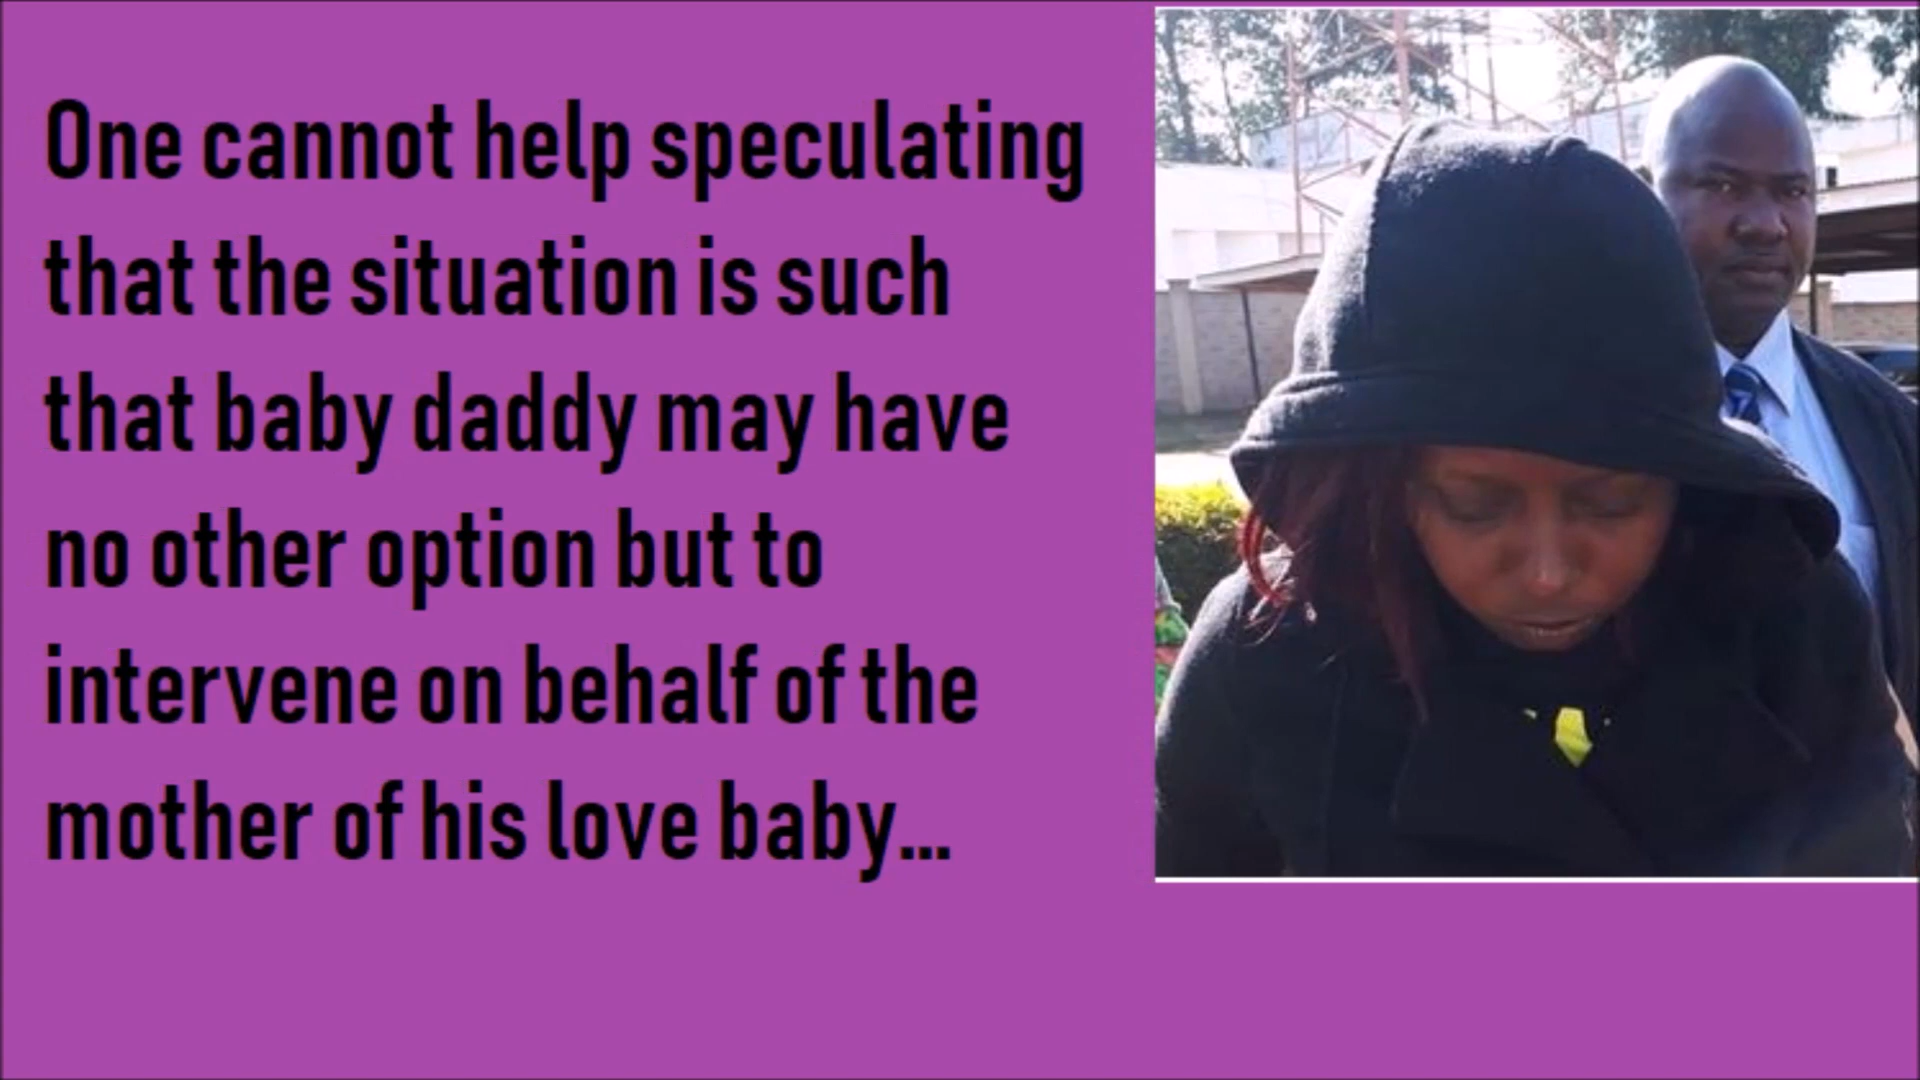 One cannot help speculating
that the situation is such
that baby daddy may have
no other option but to
intervene on behalf of the
mother of his love baby...